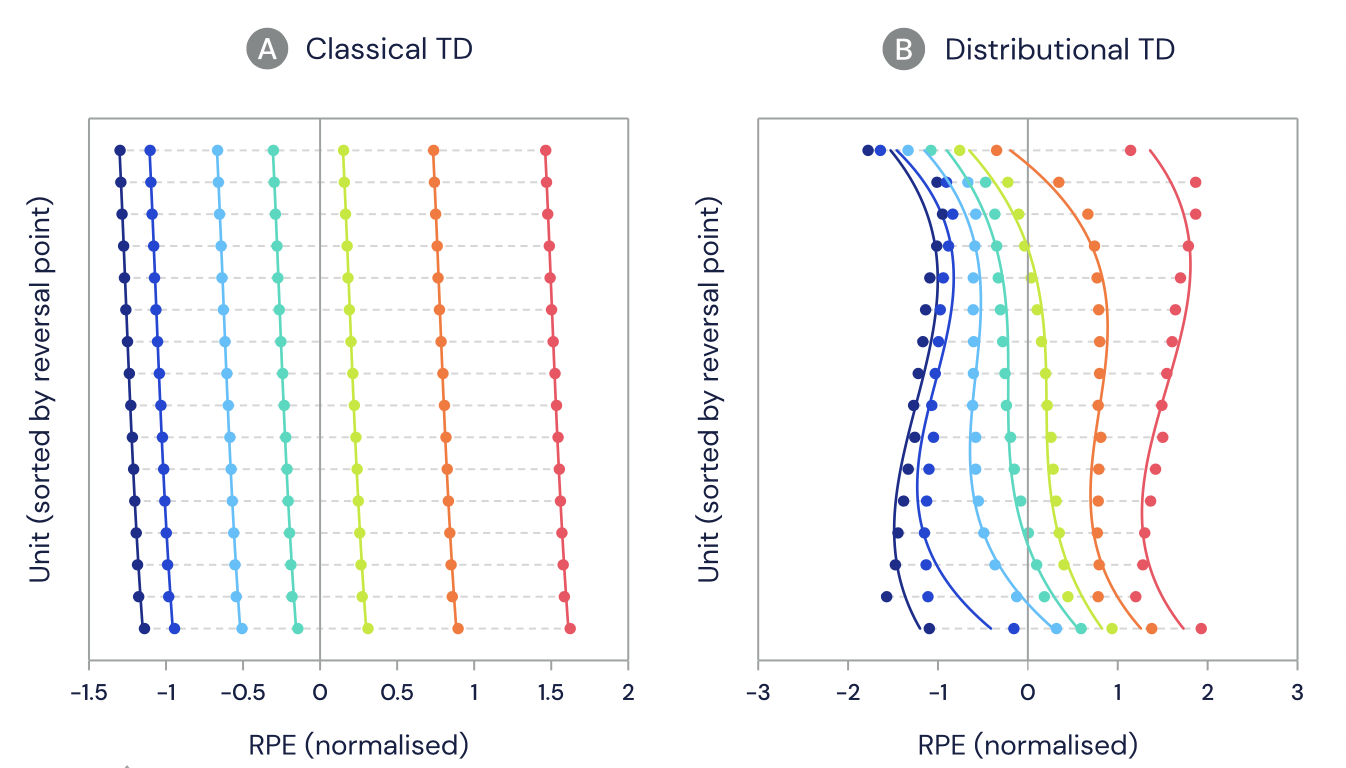 A Classical TD
B Distributional TD
Unit (sorted by reversal point)
-1.5 -1 -0.5 0 0.5 1 1.5 2
RPE (normalised)
Unit (sorted by reversal point)
-3 -2 -1 0 1 2 3
RPE (normalised)